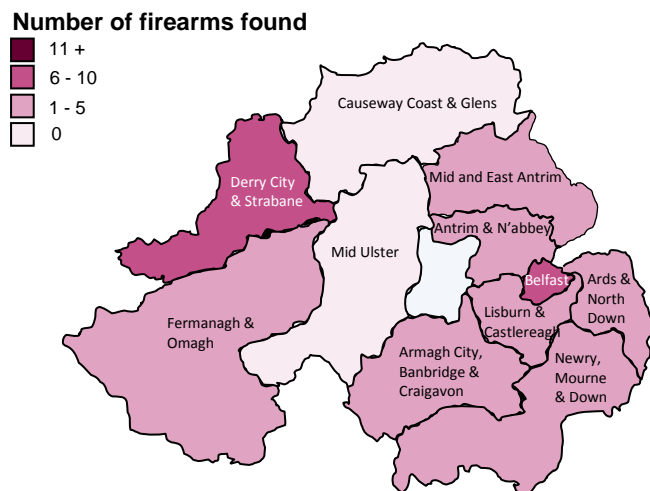 Number of firearms found
11 +
6 - 10
1 - 5
0
Causeway Coast & Glens
Derry City
& Strabane
Mid and East Antrim
Antrim & N'abbey
Mid Ulster
Belfast
Ards &
North
Down
Lisburn &
Castlereagh
Fermanagh &
Omagh
Armagh City,
Banbridge &
Craigavon
Newry,
Mourne
& Down